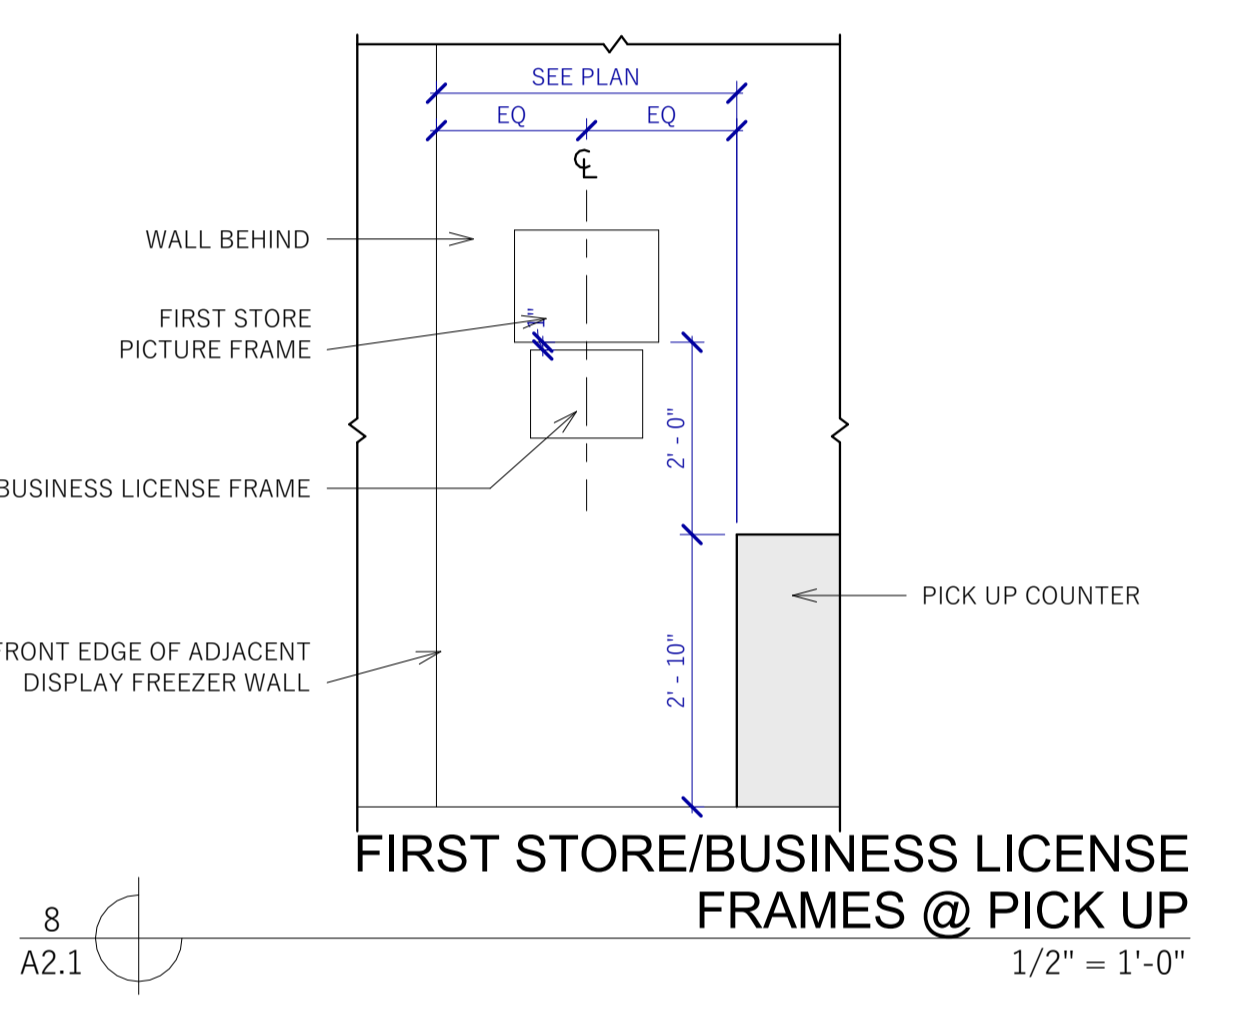 SEE PLAN
EQ
EQ
℄
WALL BEHIND
FIRST STORE
PICTURE FRAME
1"
2' - 0"
BUSINESS LICENSE FRAME
PICK UP COUNTER
FRONT EDGE OF ADJACENT
DISPLAY FREEZER WALL
2' - 10"
FIRST STORE/BUSINESS LICENSE
FRAMES @ PICK UP
8
A2.1
1/2" = 1'-0"